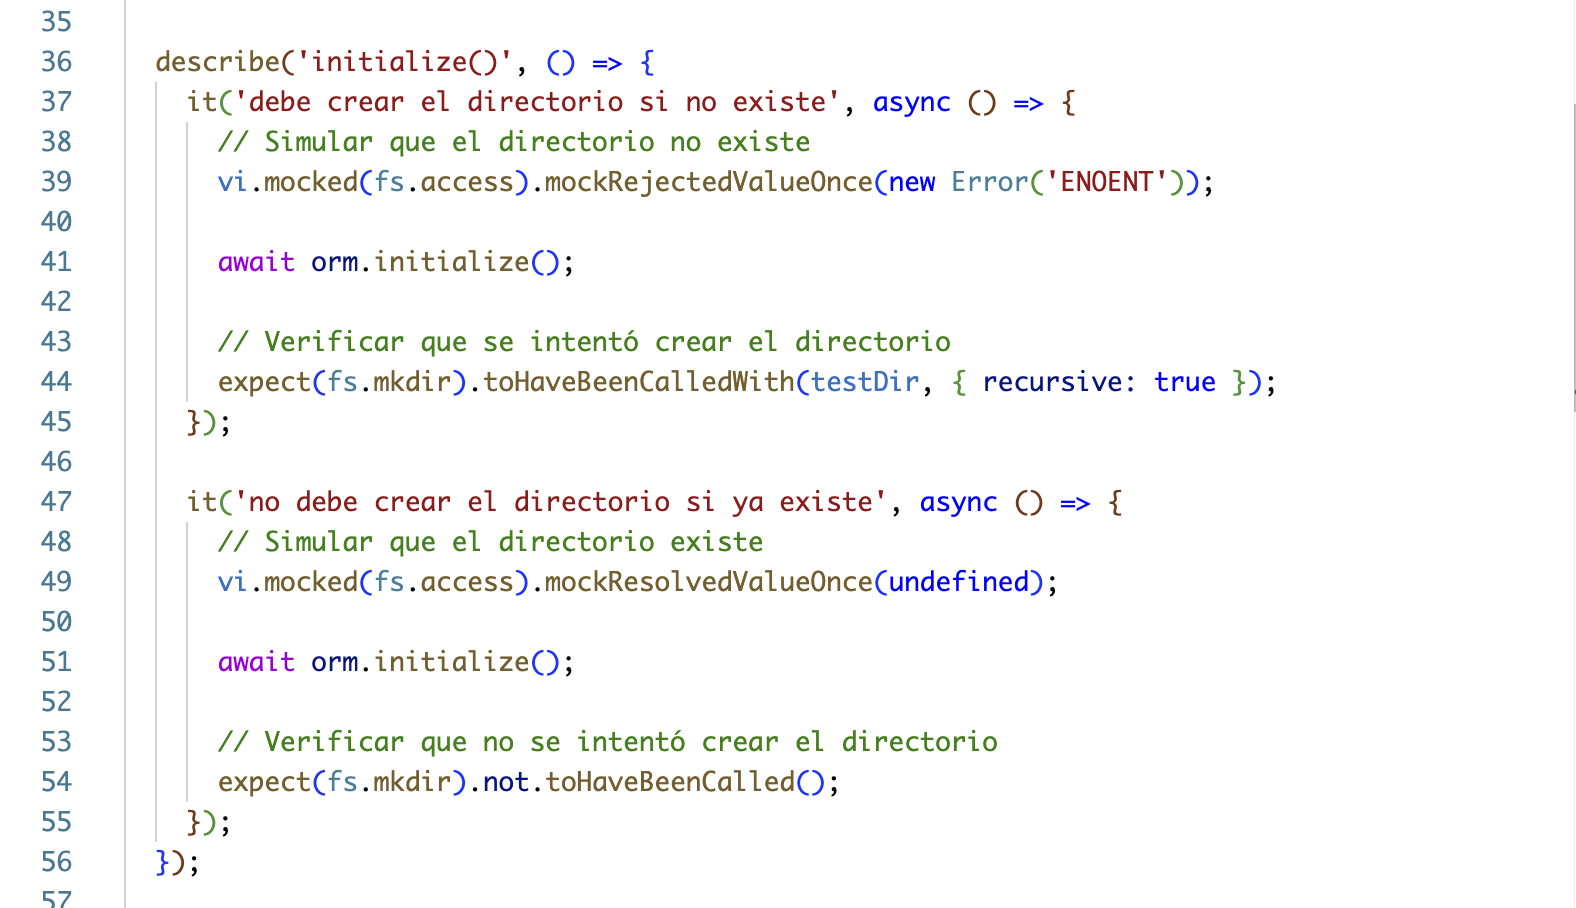 35
36 describe('initialize()', () => {
37 it('debe crear el directorio si no existe', async () => {
38 // Simular que el directorio no existe
39 vi.mocked(fs.access).mockRejectedValueOnce(new Error('ENOENT'));
40
41 await orm.initialize();
42
43 // Verificar que se intentó crear el directorio
44 expect(fs.mkdir).toHaveBeenCalledWith(testDir, { recursive: true });
45 });
46
47 it('no debe crear el directorio si ya existe', async () => {
48 // Simular que el directorio existe
49 vi.mocked(fs.access).mockResolvedValueOnce(undefined);
50
51 await orm.initialize();
52
53 // Verificar que no se intentó crear el directorio
54 expect(fs.mkdir).not.toHaveBeenCalled();
55 });
56 });
57